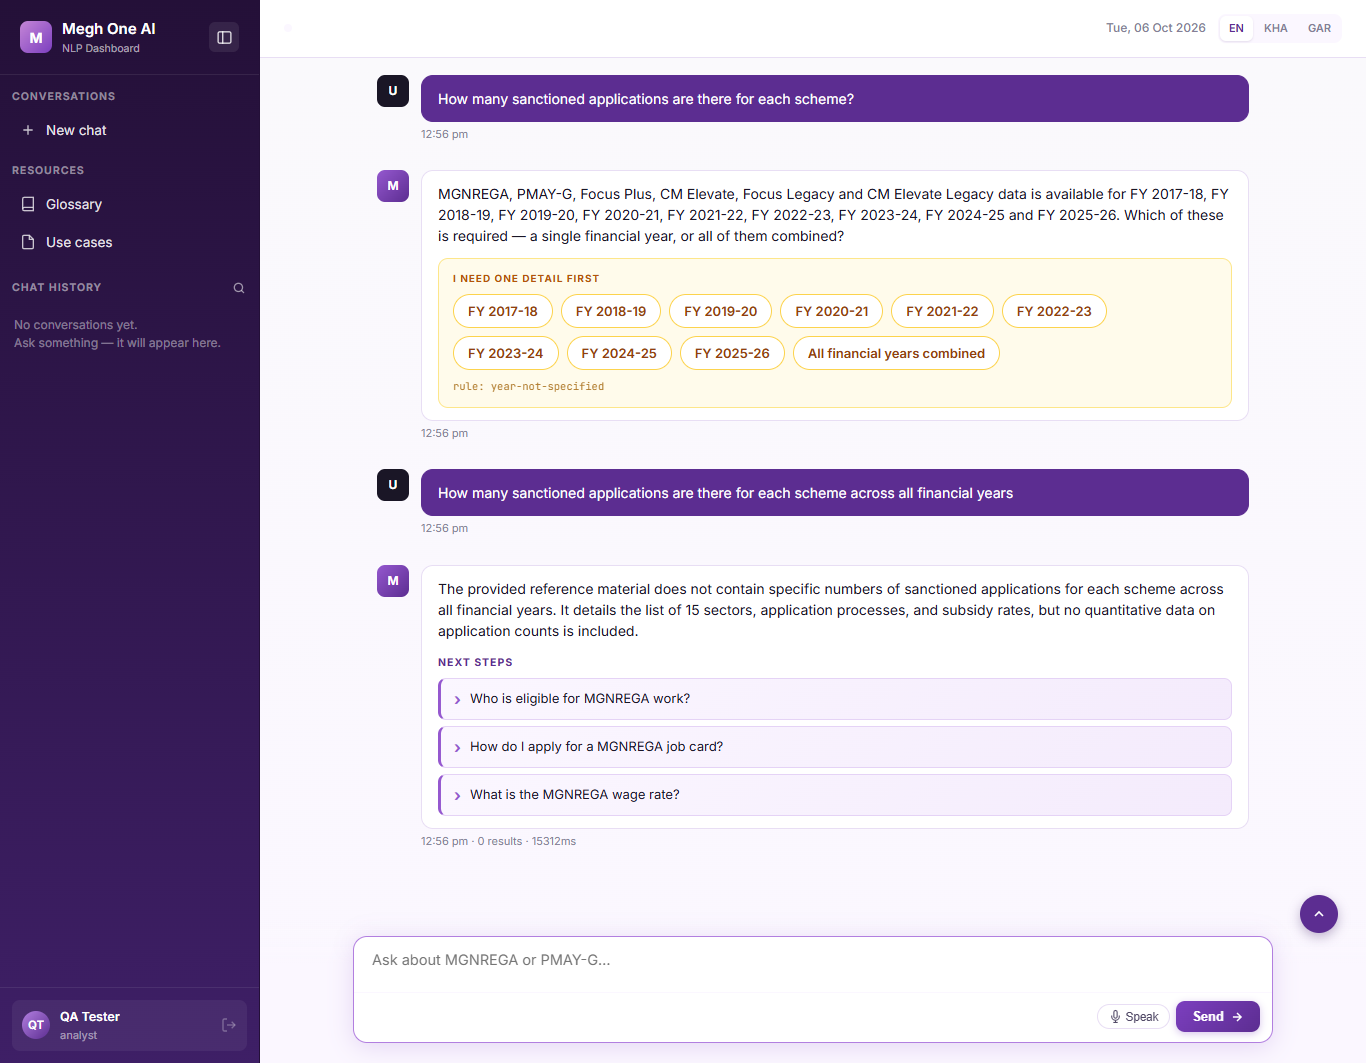 M
Megh One AI
NLP Dashboard
CONVERSATIONS
New chat
RESOURCES
Glossary
Use cases
CHAT HISTORY
No conversations yet.
Ask something — it will appear here.
QT
QA Tester
analyst
Tue, 06 Oct 2026
EN
KHA
GAR
U
How many sanctioned applications are there for each scheme?
12:56 pm
M
MGNREGA, PMAY-G, Focus Plus, CM Elevate, Focus Legacy and CM Elevate Legacy data is available for FY 2017-18, FY
2018-19, FY 2019-20, FY 2020-21, FY 2021-22, FY 2022-23, FY 2023-24, FY 2024-25 and FY 2025-26. Which of these
is required — a single financial year, or all of them combined?
I NEED ONE DETAIL FIRST
FY 2017-18
FY 2018-19
FY 2019-20
FY 2020-21
FY 2021-22
FY 2022-23
FY 2023-24
FY 2024-25
FY 2025-26
All financial years combined
rule: year-not-specified
12:56 pm
U
How many sanctioned applications are there for each scheme across all financial years
12:56 pm
M
The provided reference material does not contain specific numbers of sanctioned applications for each scheme across
all financial years. It details the list of 15 sectors, application processes, and subsidy rates, but no quantitative data on
application counts is included.
NEXT STEPS
Who is eligible for MGNREGA work?
How do I apply for a MGNREGA job card?
What is the MGNREGA wage rate?
12:56 pm · 0 results · 15312ms
Ask about MGNREGA or PMAY-G...
Speak
Send